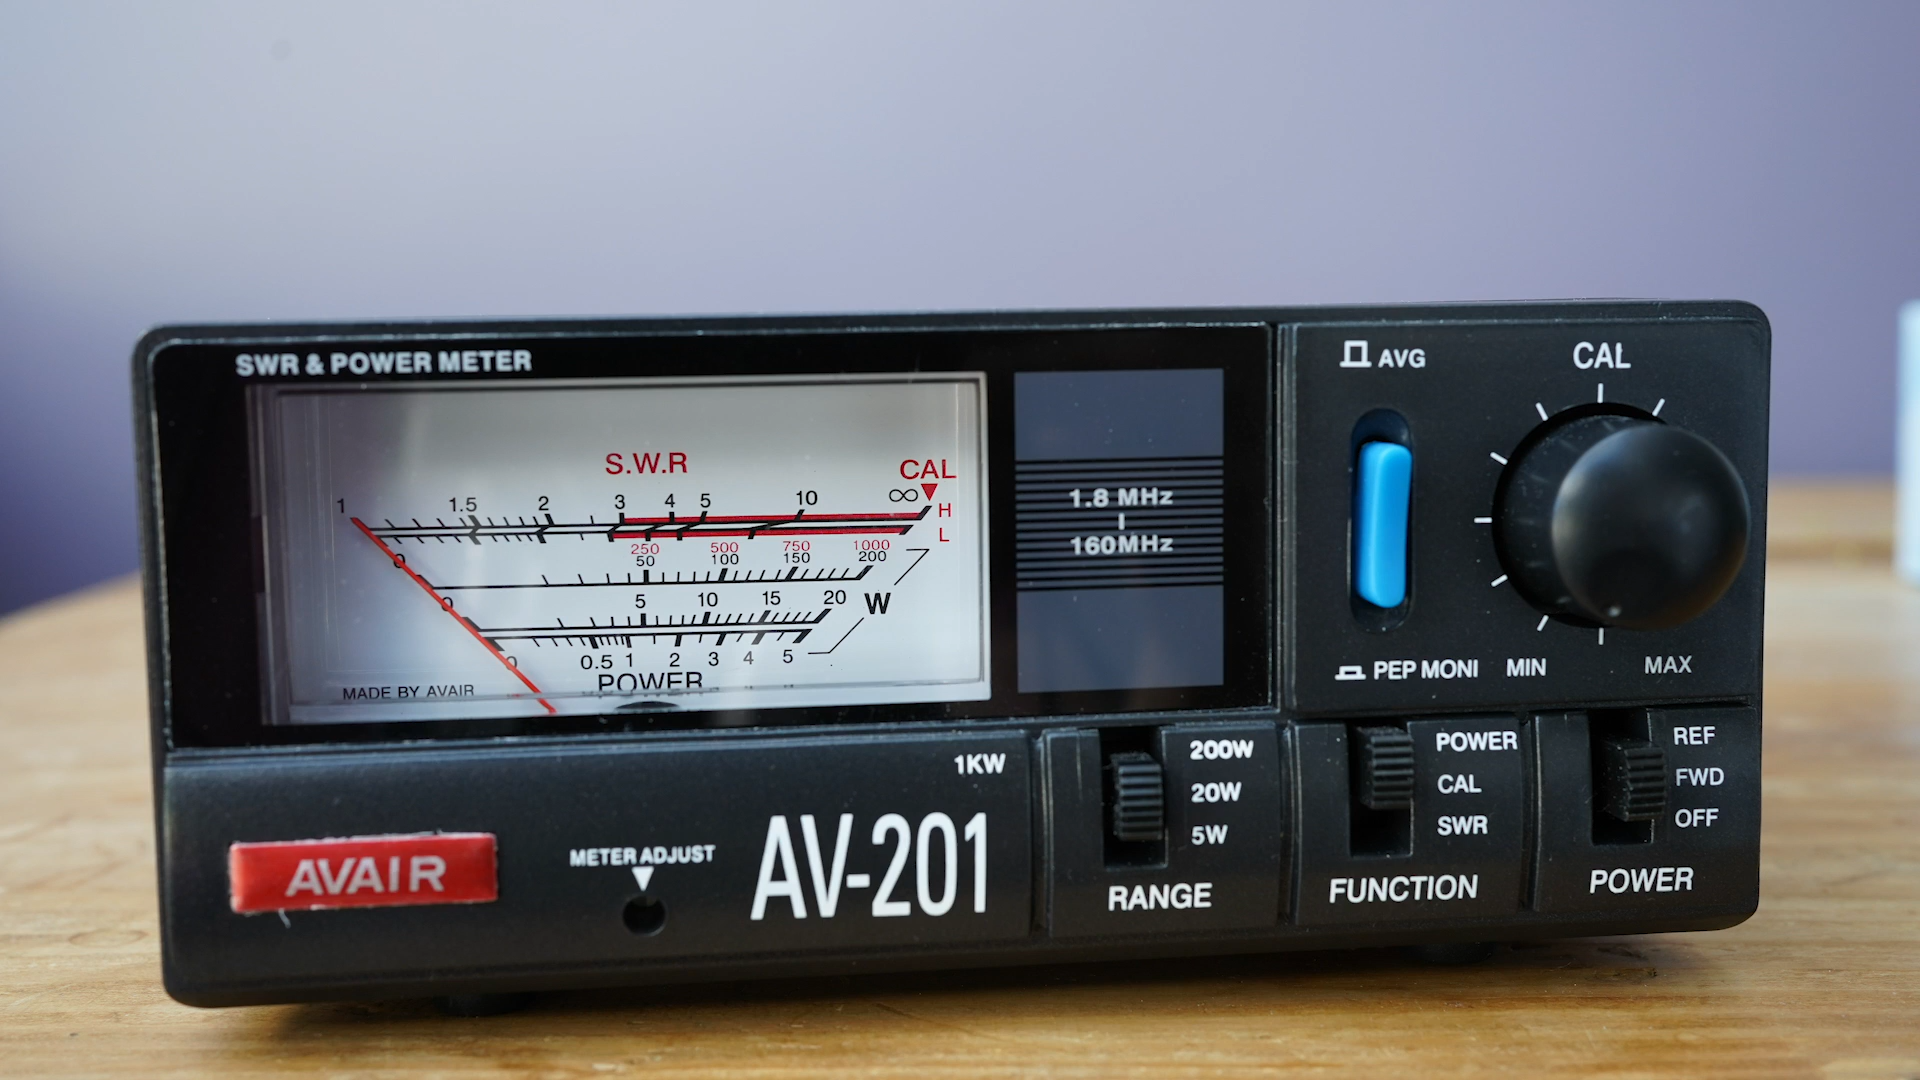 SWR & POWER METER
S.W.R
CAL
1 1.5 2 3 4 5 10 ∞
H
L
250 500 750 1000
0 50 100 150 200
0 5 10 15 20
W
0 0.5 1 2 3 4 5
POWER
MADE BY AVAIR
1.8 MHz
160MHz
AVG
PEP MONI
CAL
MIN
MAX
AVAIR
METER ADJUST
AV-201
1KW
200W
20W
5W
RANGE
POWER
CAL
SWR
FUNCTION
REF
FWD
OFF
POWER